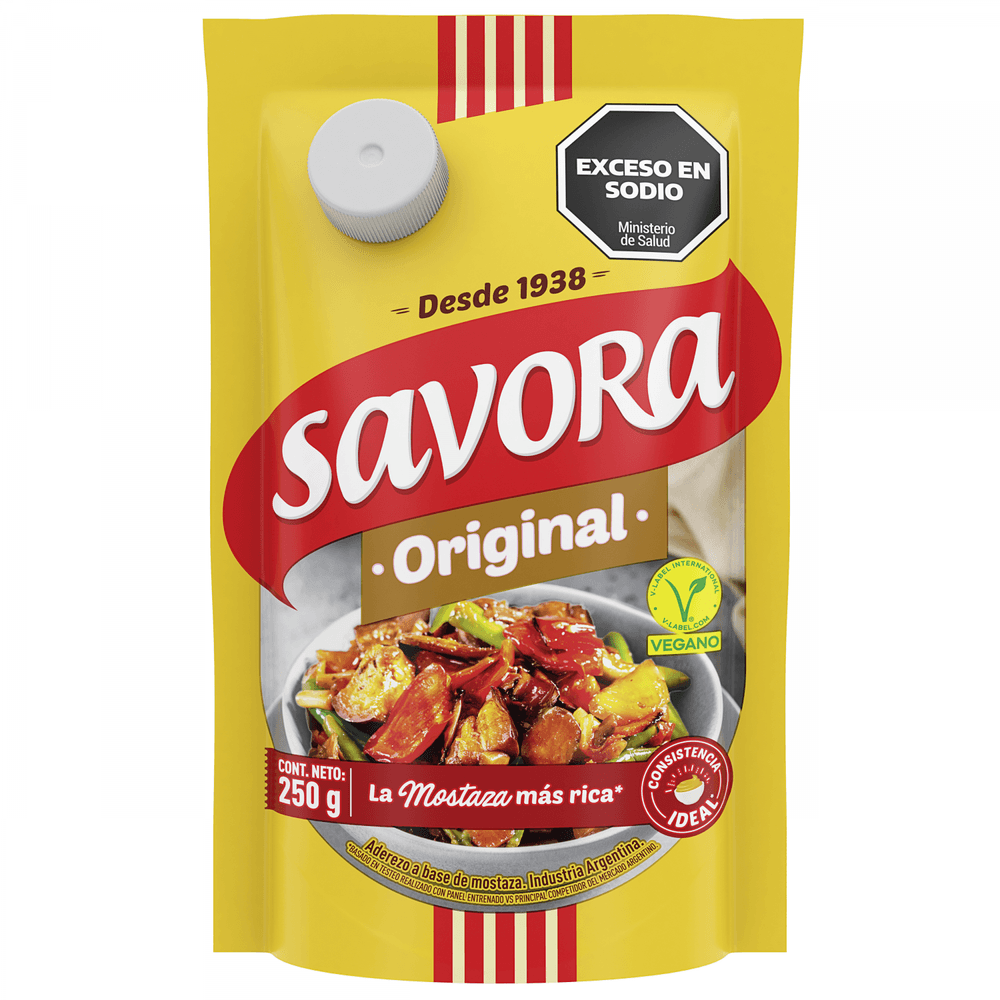 EXCESO EN
SODIO
Ministerio
de Salud
Desde 1938
SAVORA
· Original ·
V-LABEL INTERNATIONAL
V-LABEL.COM
VEGANO
CONT. NETO:
250 g
La Mostaza más rica*
CONSISTENCIA
IDEAL
Aderezo a base de mostaza. Industria Argentina.
*BASADO EN TESTEO REALIZADO CON PANEL ENTRENADO VS PRINCIPAL COMPETIDOR DEL MERCADO ARGENTINO.